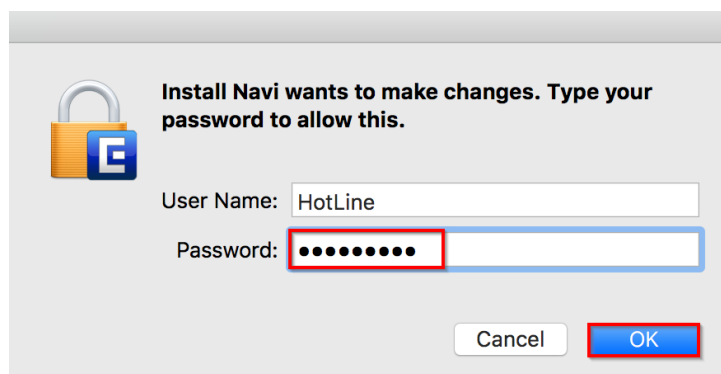 Install Navi wants to make changes. Type your
password to allow this.
User Name: HotLine
Password: •••••••••
Cancel OK